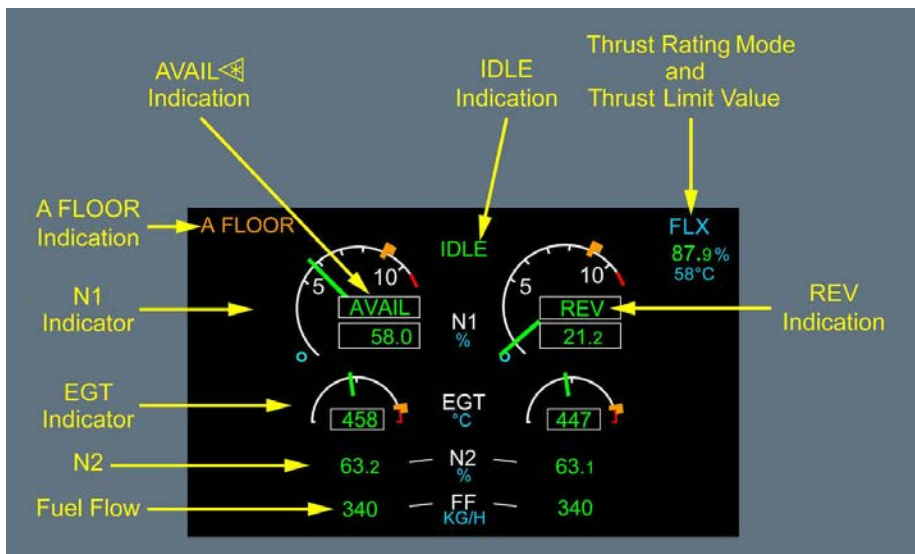 Thrust Rating Mode
and
Thrust Limit Value
AVAIL
Indication
IDLE
Indication
A FLOOR
Indication
A FLOOR
IDLE
FLX
87.9%
58°C
5
10
5
10
N1
Indicator
AVAIL
REV
REV
Indication
58.0
N1
%
21.2
EGT
Indicator
458
EGT
°C
447
N2
63.2
N2
%
63.1
Fuel Flow
340
FF
KG/H
340